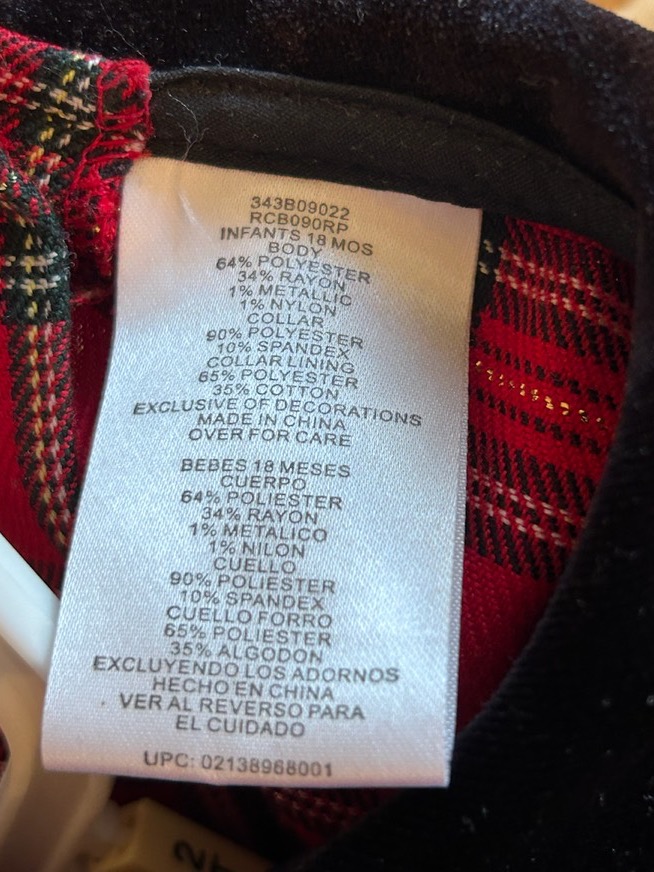 343B09022
RCB090RP
INFANTS 18 MOS
BODY
64% POLYESTER
34% RAYON
1% METALLIC
1% NYLON
COLLAR
90% POLYESTER
10% SPANDEX
COLLAR LINING
65% POLYESTER
35% COTTON
EXCLUSIVE OF DECORATIONS
MADE IN CHINA
OVER FOR CARE
BEBES 18 MESES
CUERPO
64% POLIESTER
34% RAYON
1% METALICO
1% NILON
CUELLO
90% POLIESTER
10% SPANDEX
CUELLO FORRO
65% POLIESTER
35% ALGODON
EXCLUYENDO LOS ADORNOS
HECHO EN CHINA
VER AL REVERSO PARA
EL CUIDADO
UPC: 02138968001